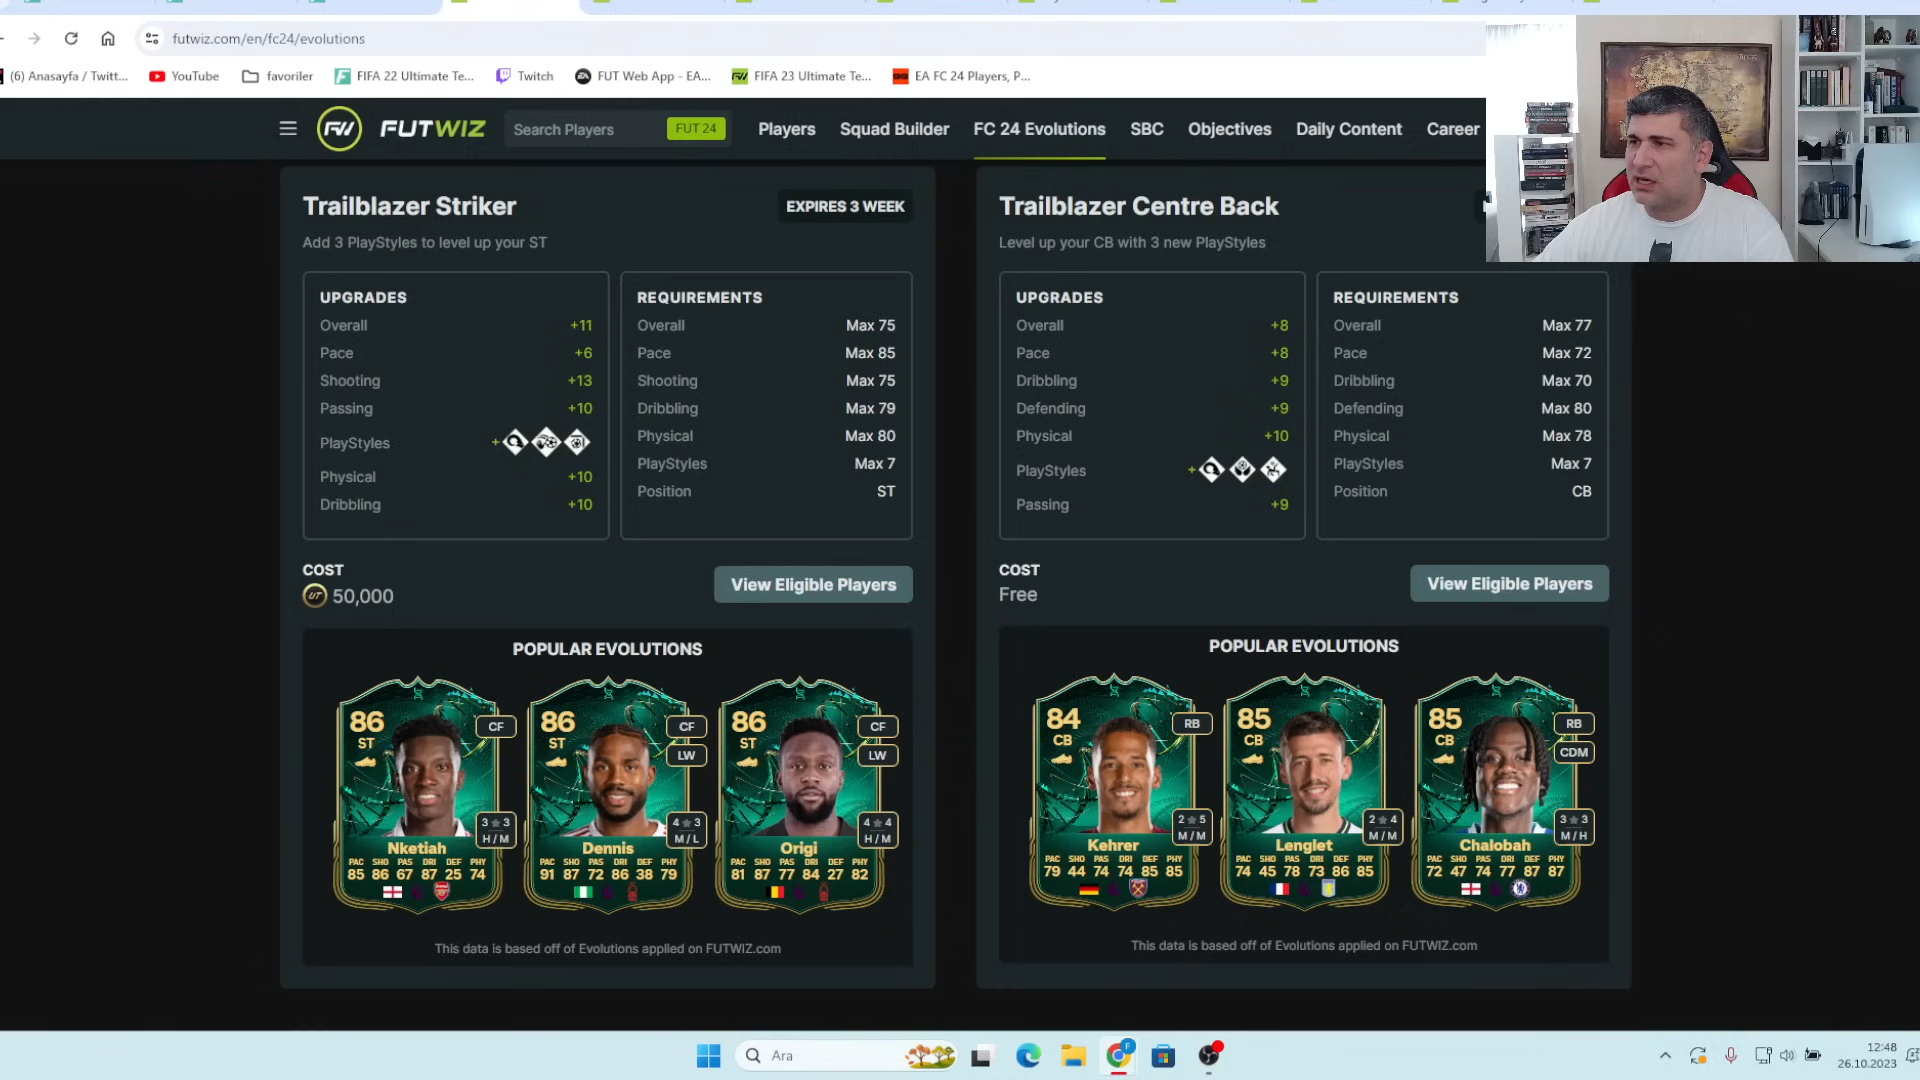 futwiz.com/en/fc24/evolutions
(6) Anasayfa / Twitt...
YouTube
favoriler
FIFA 22 Ultimate Te...
Twitch
FUT Web App - EA...
FIFA 23 Ultimate Te...
EA FC 24 Players, P...
FUTWIZ
Search Players
FUT 24
Players
Squad Builder
FC 24 Evolutions
SBC
Objectives
Daily Content
Career
Trailblazer Striker
EXPIRES 3 WEEK
Add 3 PlayStyles to level up your ST
UPGRADES
Overall +11
Pace +6
Shooting +13
Passing +10
PlayStyles +
Physical +10
Dribbling +10
REQUIREMENTS
Overall Max 75
Pace Max 85
Shooting Max 75
Dribbling Max 79
Physical Max 80
PlayStyles Max 7
Position ST
COST
UT 50,000
View Eligible Players
POPULAR EVOLUTIONS
86 ST CF
3★3
H/M
Nketiah
PAC SHO PAS DRI DEF PHY
85 86 67 87 25 74
86 ST CF LW
4★3
M/L
Dennis
PAC SHO PAS DRI DEF PHY
91 87 72 86 38 79
86 ST CF LW
4★4
H/M
Origi
PAC SHO PAS DRI DEF PHY
81 87 77 84 27 82
This data is based off of Evolutions applied on FUTWIZ.com
Trailblazer Centre Back
Level up your CB with 3 new PlayStyles
UPGRADES
Overall +8
Pace +8
Dribbling +9
Defending +9
Physical +10
PlayStyles +
Passing +9
REQUIREMENTS
Overall Max 77
Pace Max 72
Dribbling Max 70
Defending Max 80
Physical Max 78
PlayStyles Max 7
Position CB
COST
Free
View Eligible Players
POPULAR EVOLUTIONS
84 CB RB
2★5
M/M
Kehrer
PAC SHO PAS DRI DEF PHY
79 44 74 74 85 85
85 CB
2★4
M/M
Lenglet
PAC SHO PAS DRI DEF PHY
74 45 78 73 86 85
85 CB RB CDM
3★3
M/H
Chalobah
PAC SHO PAS DRI DEF PHY
72 47 74 77 87 87
This data is based off of Evolutions applied on FUTWIZ.com
Ara
12:48
26.10.2023